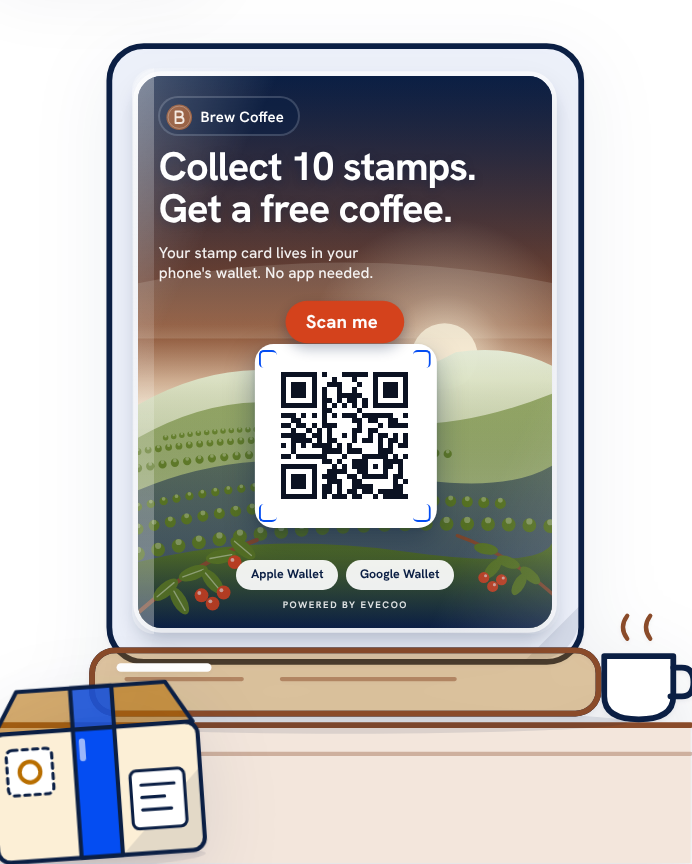 B Brew Coffee
Collect 10 stamps.
Get a free coffee.
Your stamp card lives in your
phone's wallet. No app needed.
Scan me
Apple Wallet Google Wallet
POWERED BY EVECOO